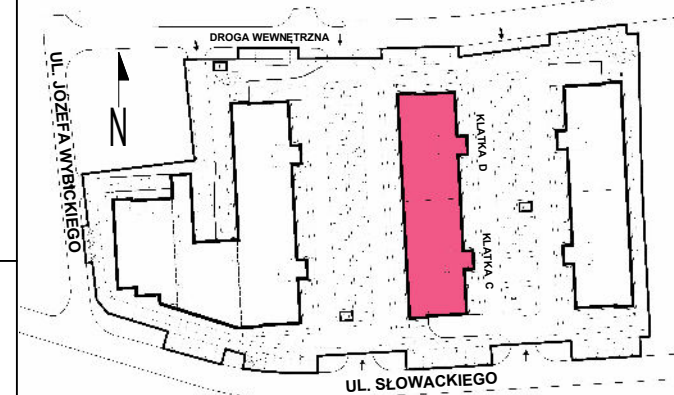 DROGA WEWNĘTRZNA
UL. JÓZEFA WYBICKIEGO
N
KLATKA D
KLATKA C
UL. SŁOWACKIEGO